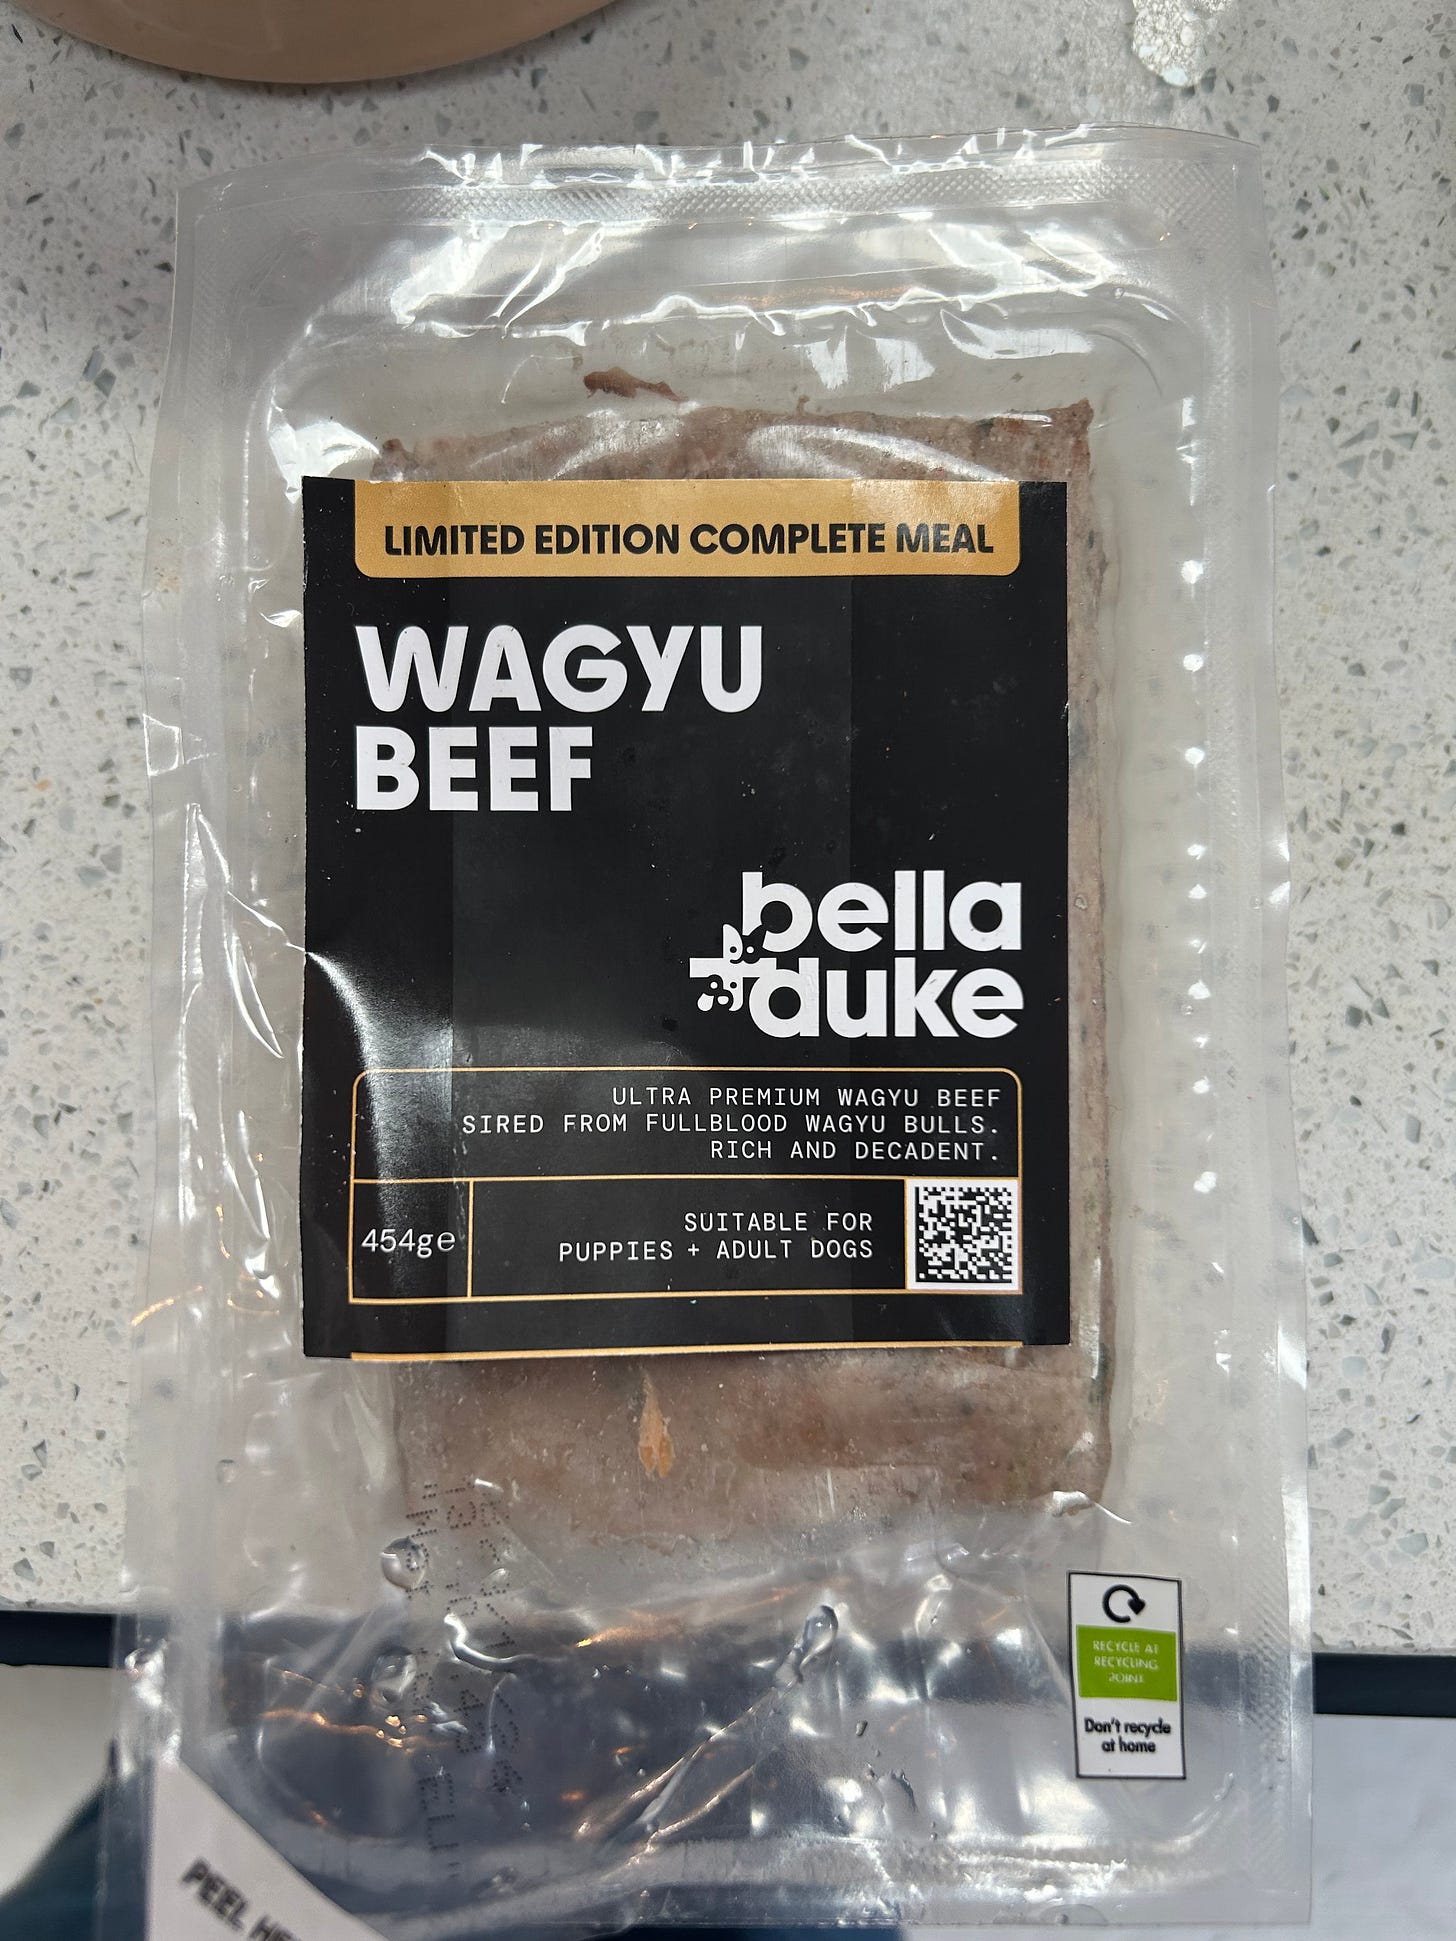 LIMITED EDITION COMPLETE MEAL
WAGYU
BEEF
bella
+duke
ULTRA PREMIUM WAGYU BEEF
SIRED FROM FULLBLOOD WAGYU BULLS.
RICH AND DECADENT.
454g℮
SUITABLE FOR
PUPPIES + ADULT DOGS
RECYCLE AT
RECYCLING
POINT
Don't recycle
at home
PEEL